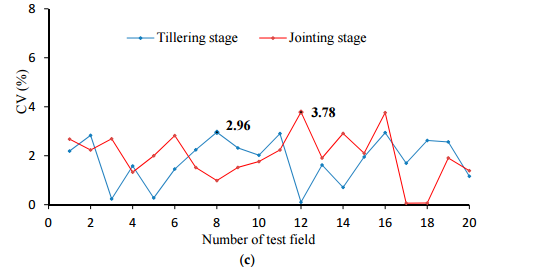 8
6
4
2
0
CV (%)
Tillering stage
Jointing stage
2.96
3.78
0 2 4 6 8 10 12 14 16 18 20
Number of test field
(c)